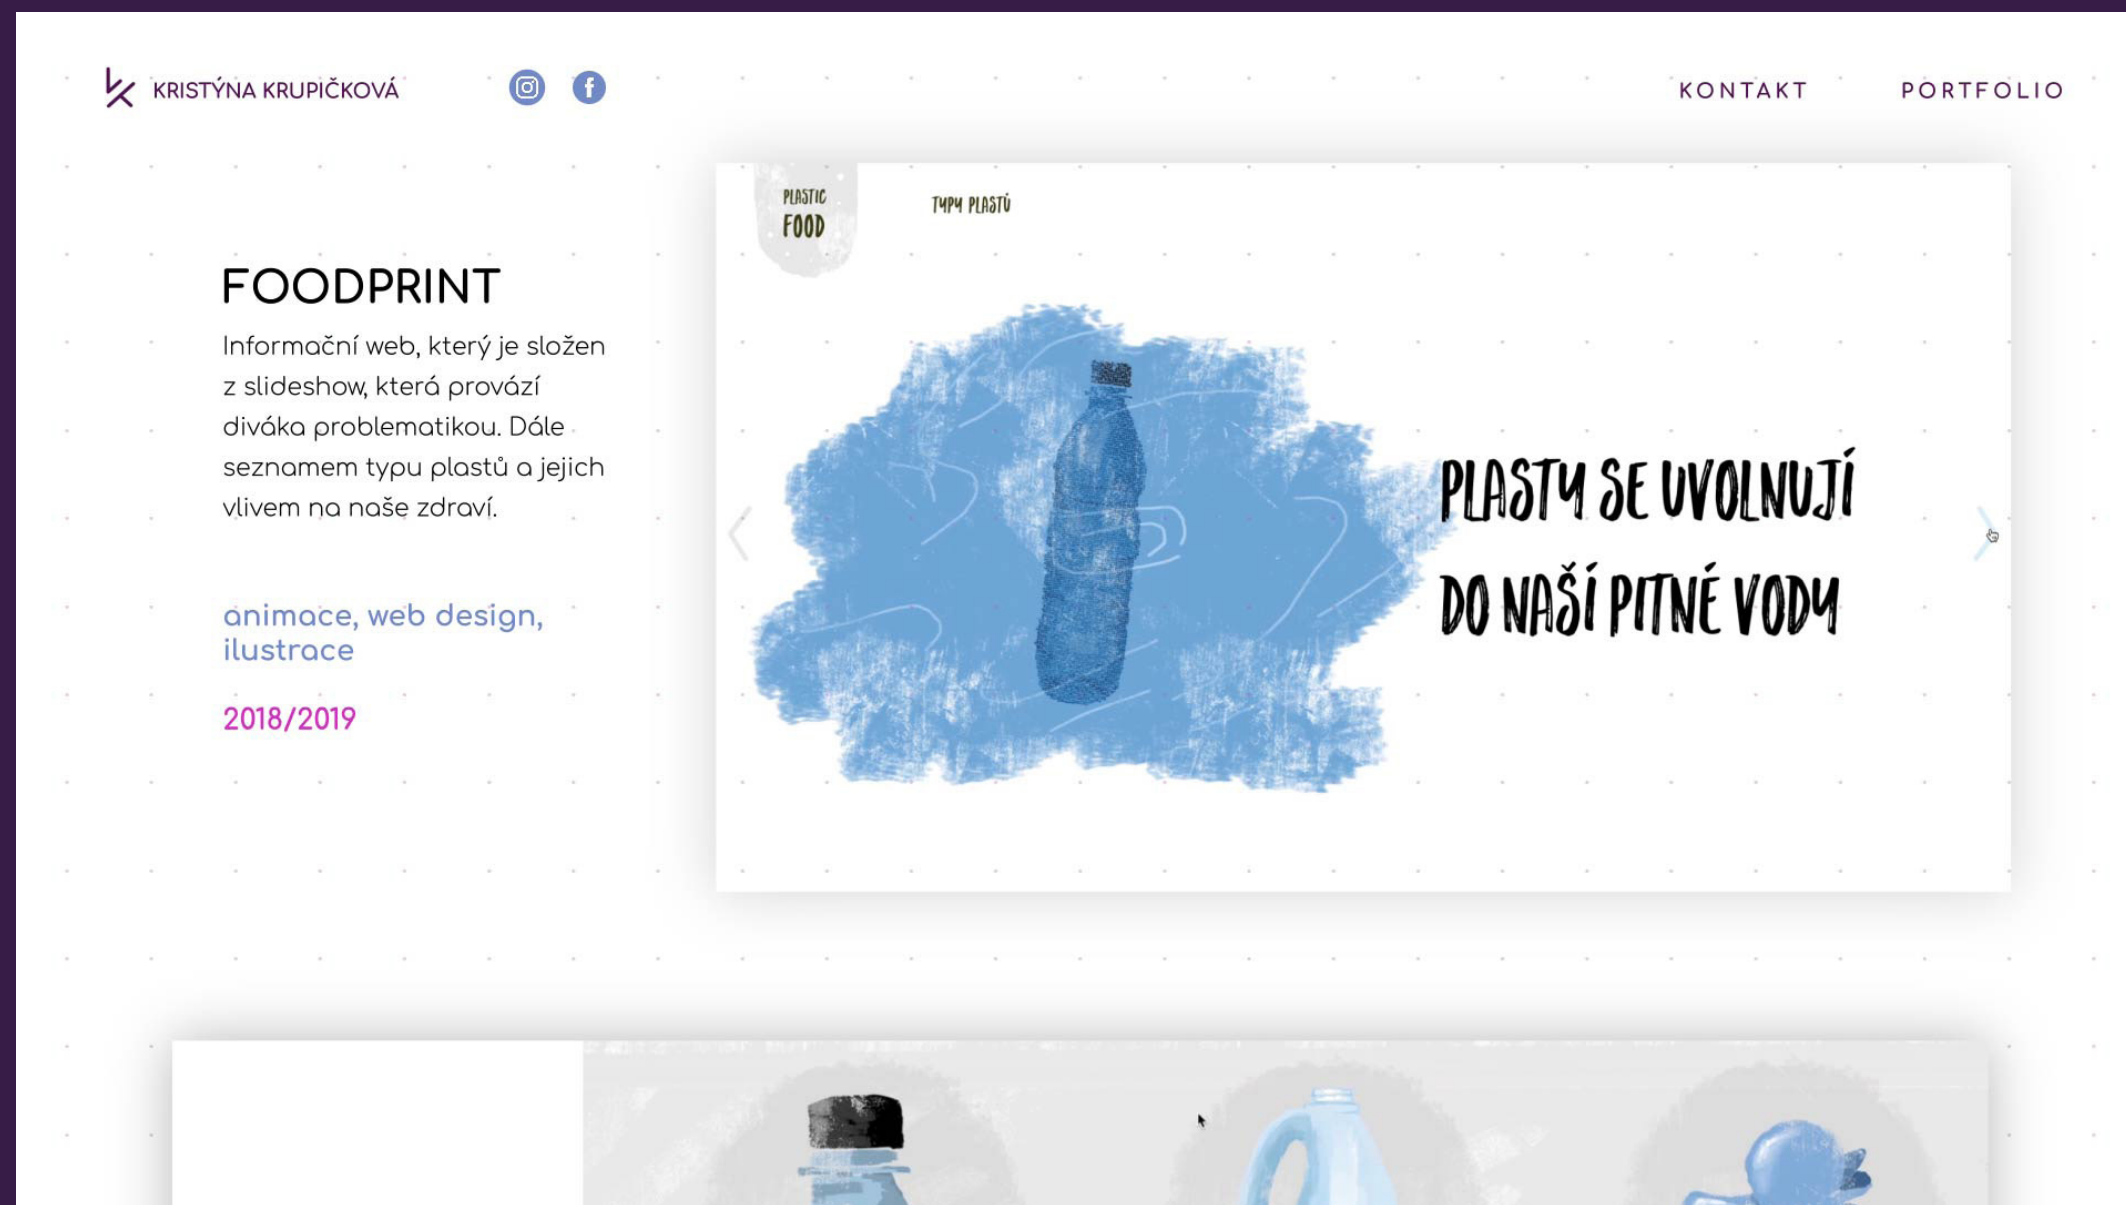 KRISTÝNA KRUPIČKOVÁ
KONTAKT
PORTFOLIO
FOODPRINT
Informační web, který je složen
z slideshow, která provází
diváka problematikou. Dále
seznamem typu plastů a jejich
vlivem na naše zdraví.
animace, web design,
ilustrace
2018/2019
PLASTIC
FOOD
TYPY PLASTŮ
PLASTY SE UVOLNUJÍ
DO NAŠÍ PITNÉ VODY